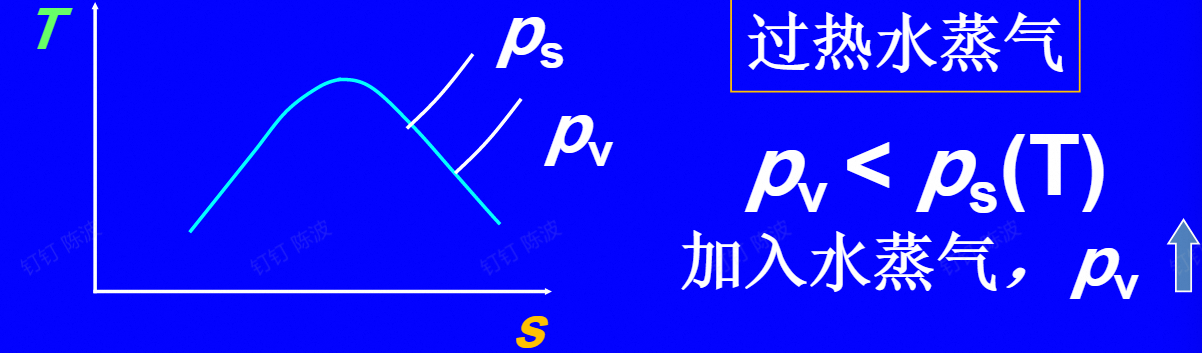 T
p_s
p_v
s
过热水蒸气
p_v < p_s(T)
加入水蒸气，p_v
钉钉 陈波
钉钉 陈波
钉钉 陈波